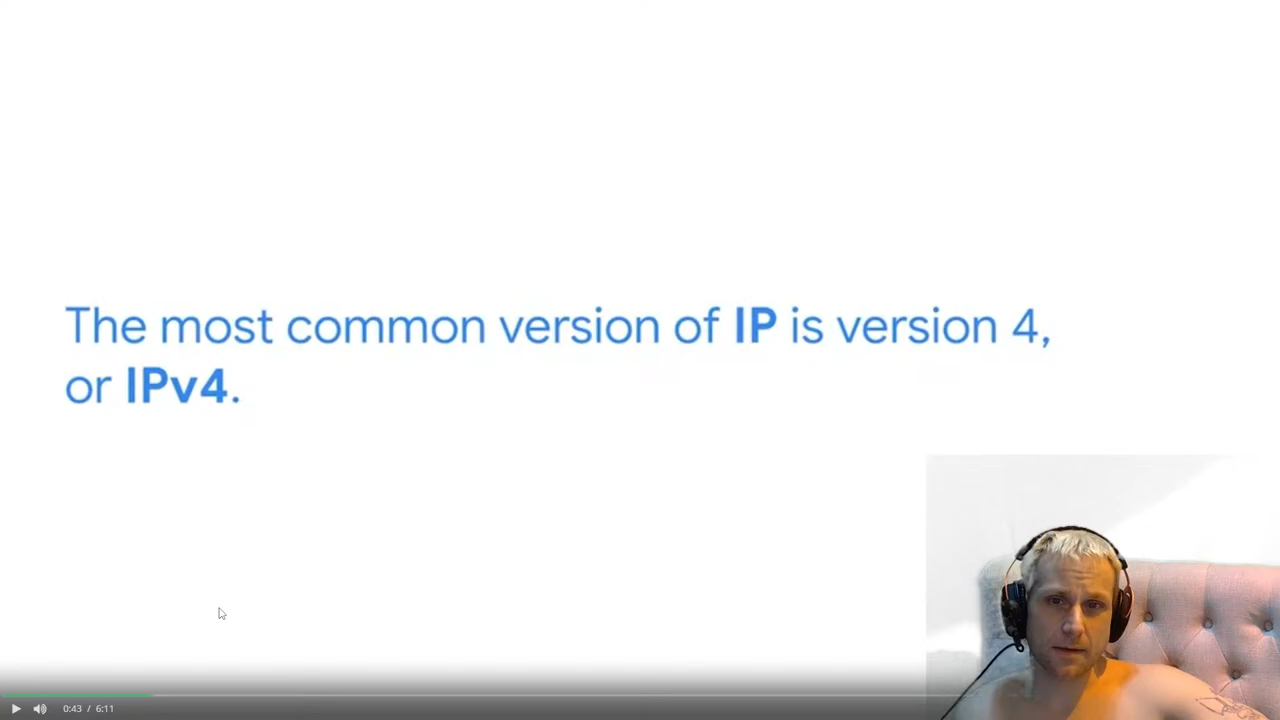 The most common version of IP is version 4,
or IPv4.
0:43 / 6:11